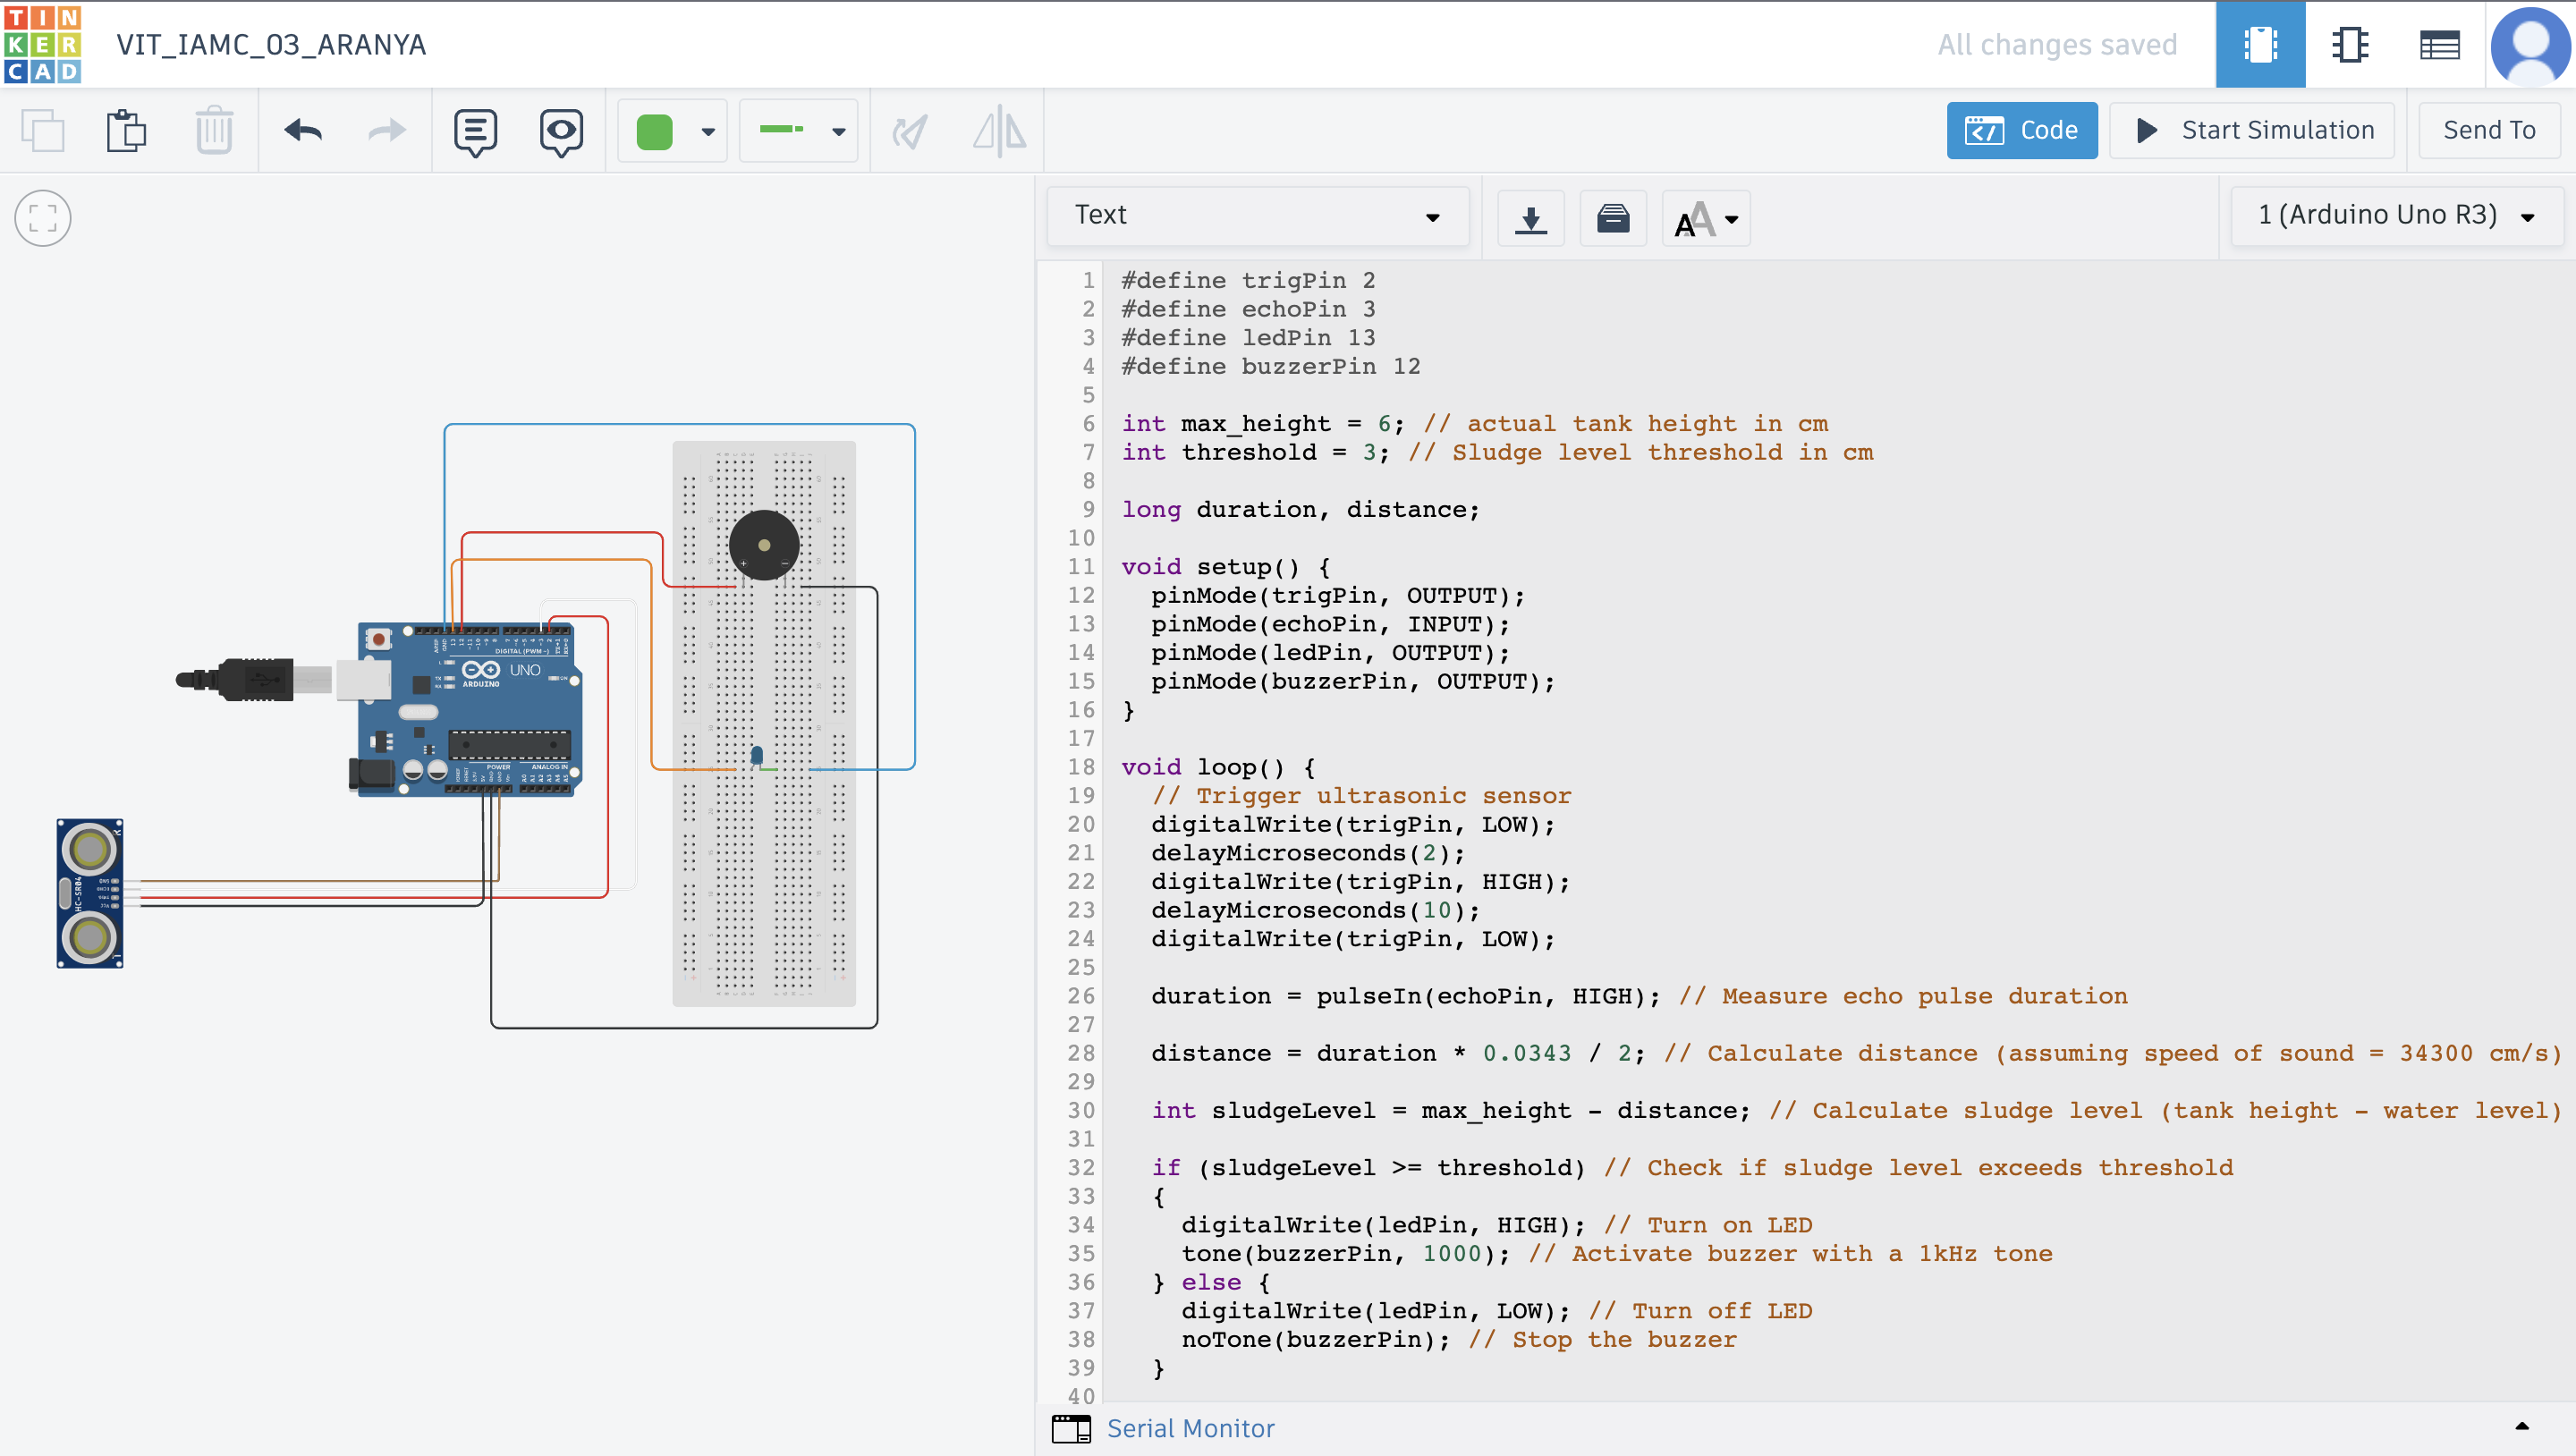 TIN
KER
CAD
VIT_IAMC_03_ARANYA
All changes saved
Code
Start Simulation
Send To
Text
1 (Arduino Uno R3)
AA
DIGITAL (PWM ~)
UNO
ARDUINO
POWER
ANALOG IN
HC-SR04
1 #define trigPin 2
2 #define echoPin 3
3 #define ledPin 13
4 #define buzzerPin 12
5
6 int max_height = 6; // actual tank height in cm
7 int threshold = 3; // Sludge level threshold in cm
8
9 long duration, distance;
10
11 void setup() {
12   pinMode(trigPin, OUTPUT);
13   pinMode(echoPin, INPUT);
14   pinMode(ledPin, OUTPUT);
15   pinMode(buzzerPin, OUTPUT);
16 }
17
18 void loop() {
19   // Trigger ultrasonic sensor
20   digitalWrite(trigPin, LOW);
21   delayMicroseconds(2);
22   digitalWrite(trigPin, HIGH);
23   delayMicroseconds(10);
24   digitalWrite(trigPin, LOW);
25
26   duration = pulseIn(echoPin, HIGH); // Measure echo pulse duration
27
28   distance = duration * 0.0343 / 2; // Calculate distance (assuming speed of sound = 34300 cm/s)
29
30   int sludgeLevel = max_height - distance; // Calculate sludge level (tank height - water level)
31
32   if (sludgeLevel >= threshold) // Check if sludge level exceeds threshold
33   {
34     digitalWrite(ledPin, HIGH); // Turn on LED
35     tone(buzzerPin, 1000); // Activate buzzer with a 1kHz tone
36   } else {
37     digitalWrite(ledPin, LOW); // Turn off LED
38     noTone(buzzerPin); // Stop the buzzer
39   }
40
Serial Monitor